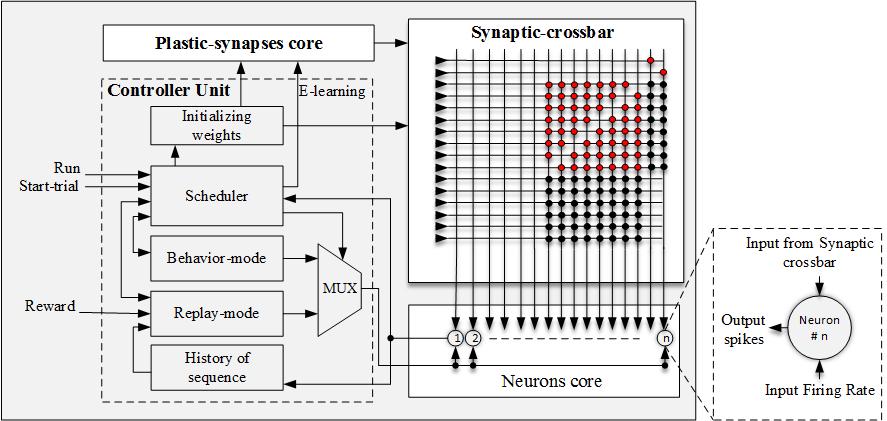 Plastic-synapses core
Synaptic-crossbar
Controller Unit
E-learning
Initializing
weights
Run
Start-trial
Scheduler
Behavior-mode
MUX
Reward
Replay-mode
History of
sequence
1
2
n
Neurons core
Input from Synaptic
crossbar
Neuron
# n
Output
spikes
Input Firing Rate